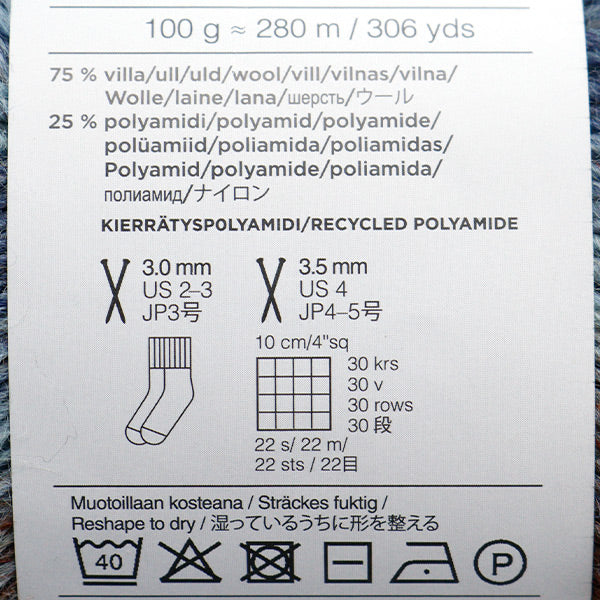 100 g ≈ 280 m / 306 yds
75 % villa/ull/uld/wool/vill/vilnas/vilna/
Wolle/laine/lana/шерсть/ウール
25 % polyamidi/polyamid/polyamide/
polüamiid/poliamida/poliamidas/
Polyamid/polyamide/poliamida/
полиамид/ナイロン
KIERRÄTYSPOLYAMIDI/RECYCLED POLYAMIDE
3.0 mm
US 2–3
JP3号
3.5 mm
US 4
JP4–5号
10 cm/4"sq
30 krs
30 v
30 rows
30 段
22 s/ 22 m/
22 sts / 22目
Muotoillaan kosteana / Sträckes fuktig /
Reshape to dry / 湿っているうちに形を整える
40
P